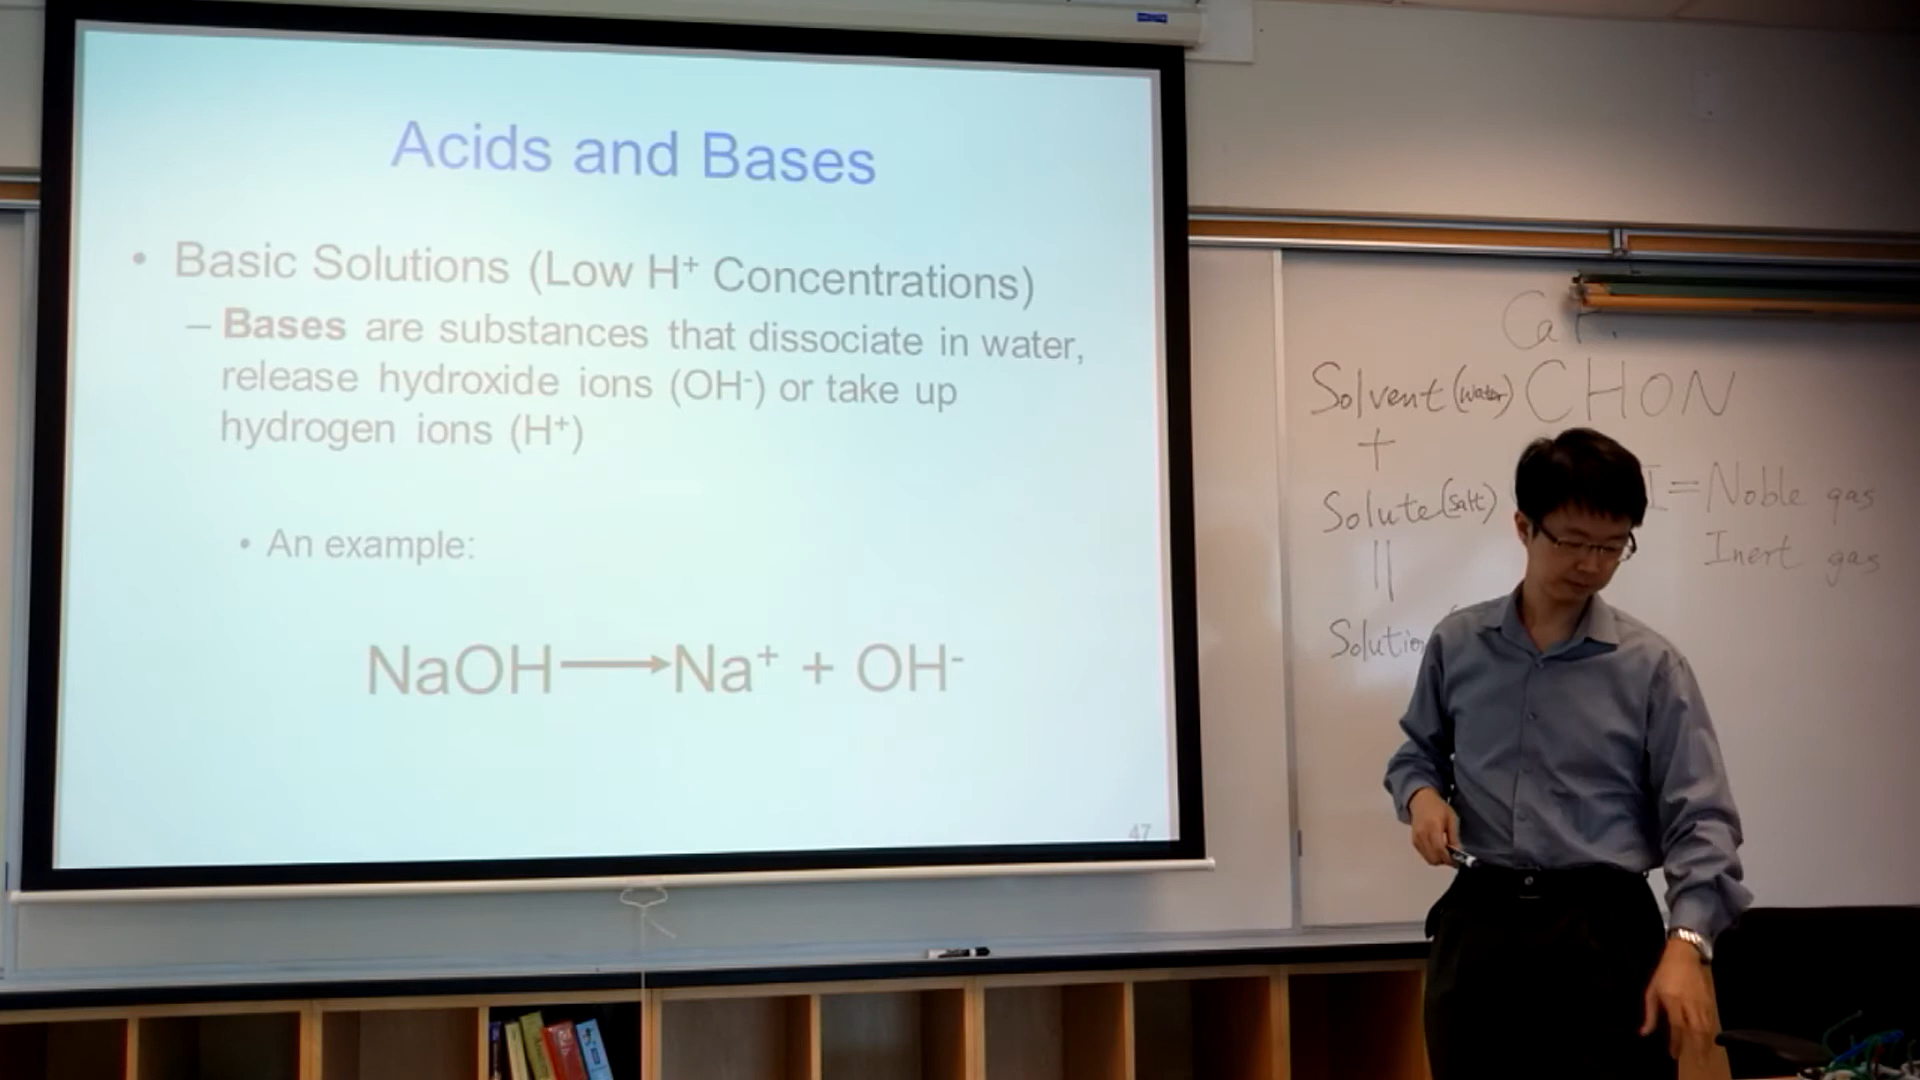 Acids and Bases
• Basic Solutions (Low H⁺ Concentrations)
– Bases are substances that dissociate in water,
release hydroxide ions (OH⁻) or take up
hydrogen ions (H⁺)
• An example:
NaOH → Na⁺ + OH⁻
47
Ca
Solvent (water) CHON
+
Solute (Salt)
= Noble gas
||
Inert gas
Solution